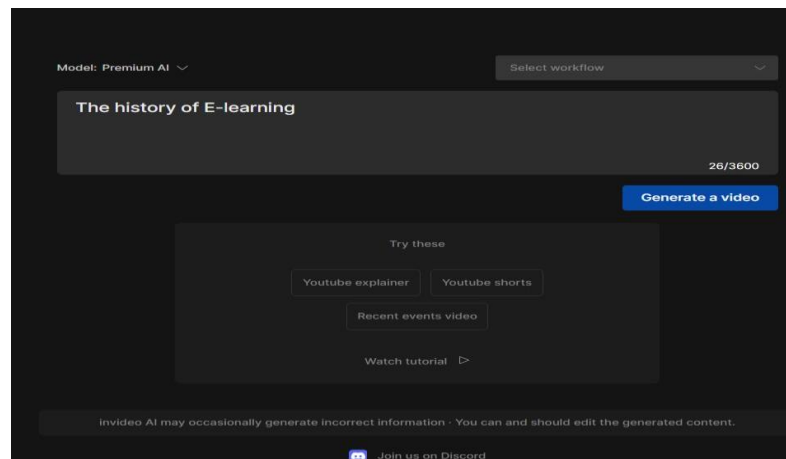 Model: Premium AI
Select workflow
The history of E-learning
26/3600
Generate a video
Try these
Youtube explainer
Youtube shorts
Recent events video
Watch tutorial
invideo AI may occasionally generate incorrect information · You can and should edit the generated content.
Join us on Discord